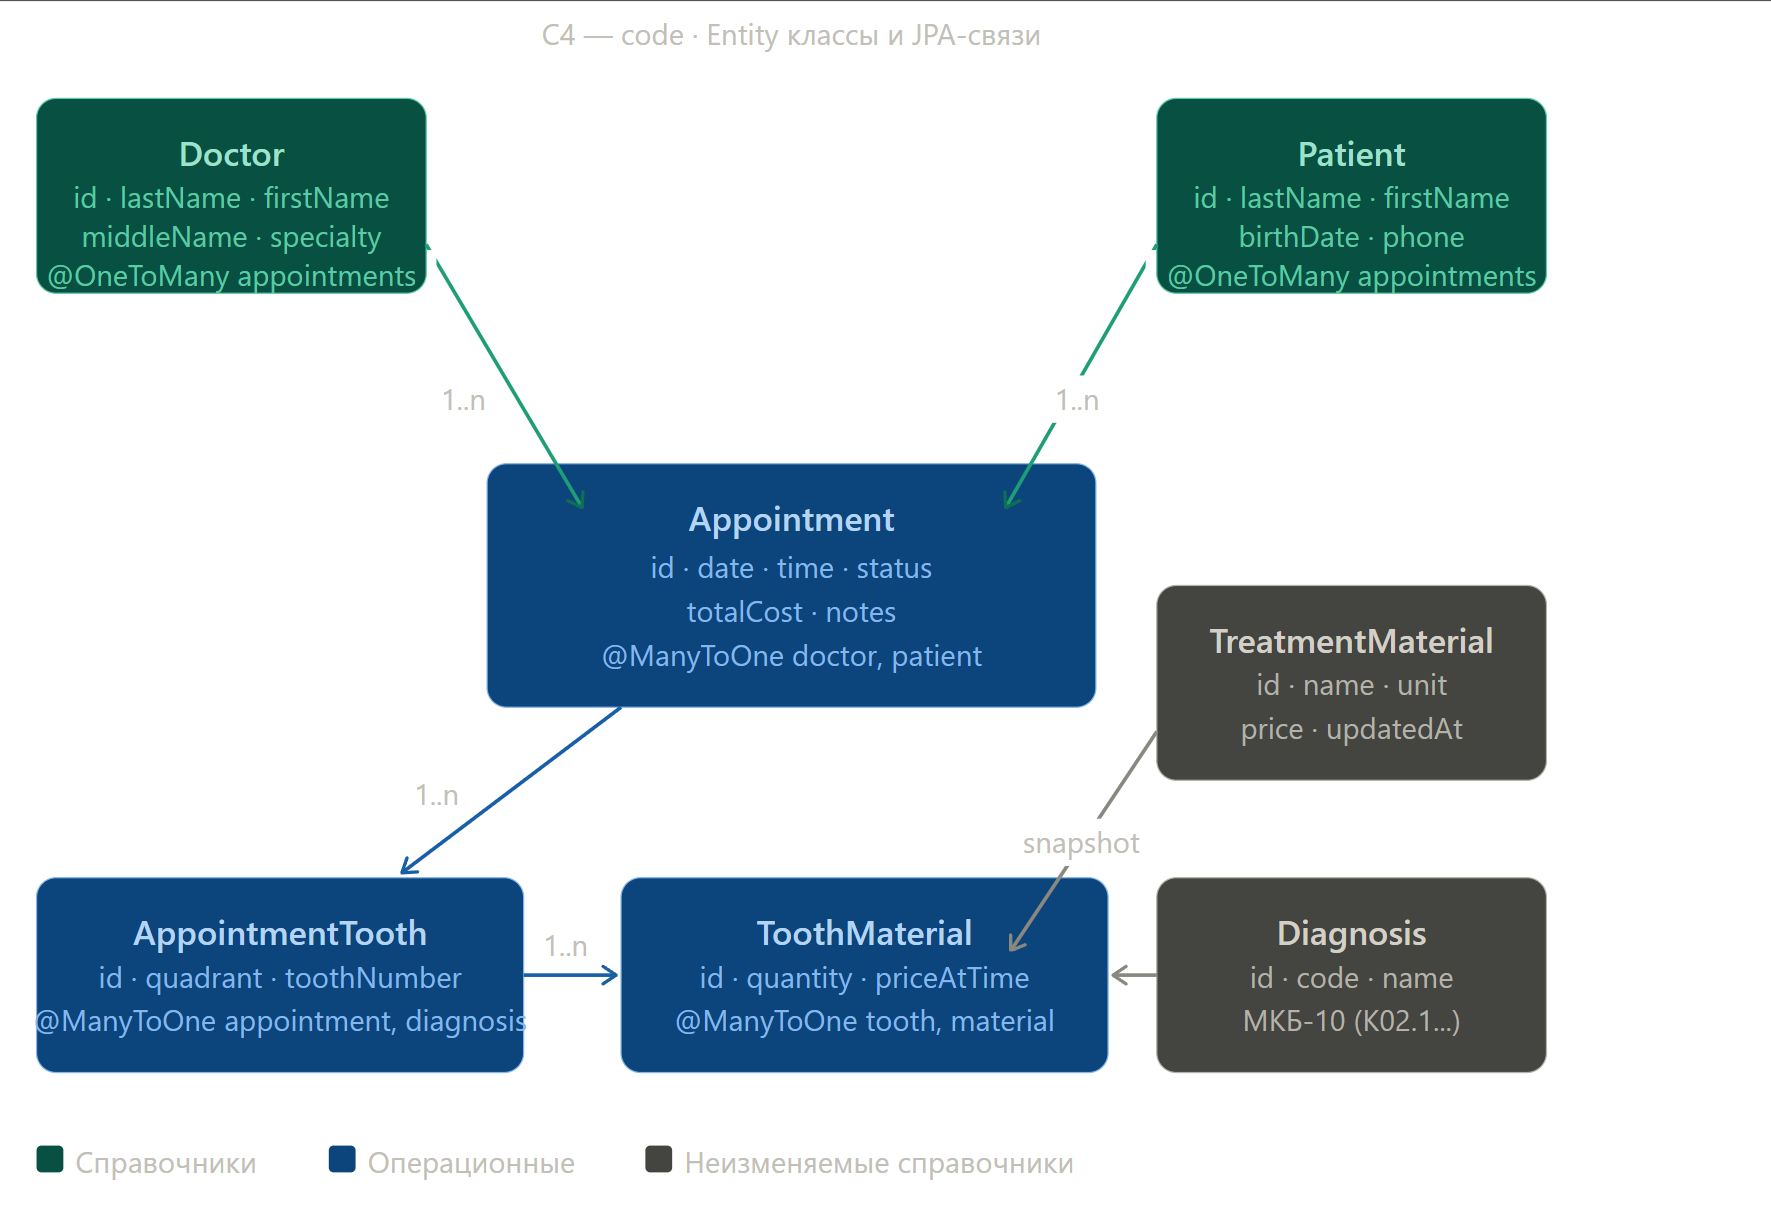 C4 — code · Entity классы и JPA-связи
Doctor
id · lastName · firstName
middleName · specialty
@OneToMany appointments
Patient
id · lastName · firstName
birthDate · phone
@OneToMany appointments
1..n
1..n
Appointment
id · date · time · status
totalCost · notes
@ManyToOne doctor, patient
TreatmentMaterial
id · name · unit
price · updatedAt
1..n
snapshot
AppointmentTooth
id · quadrant · toothNumber
@ManyToOne appointment, diagnosis
1..n
ToothMaterial
id · quantity · priceAtTime
@ManyToOne tooth, material
Diagnosis
id · code · name
МКБ-10 (K02.1...)
Справочники
Операционные
Неизменяемые справочники